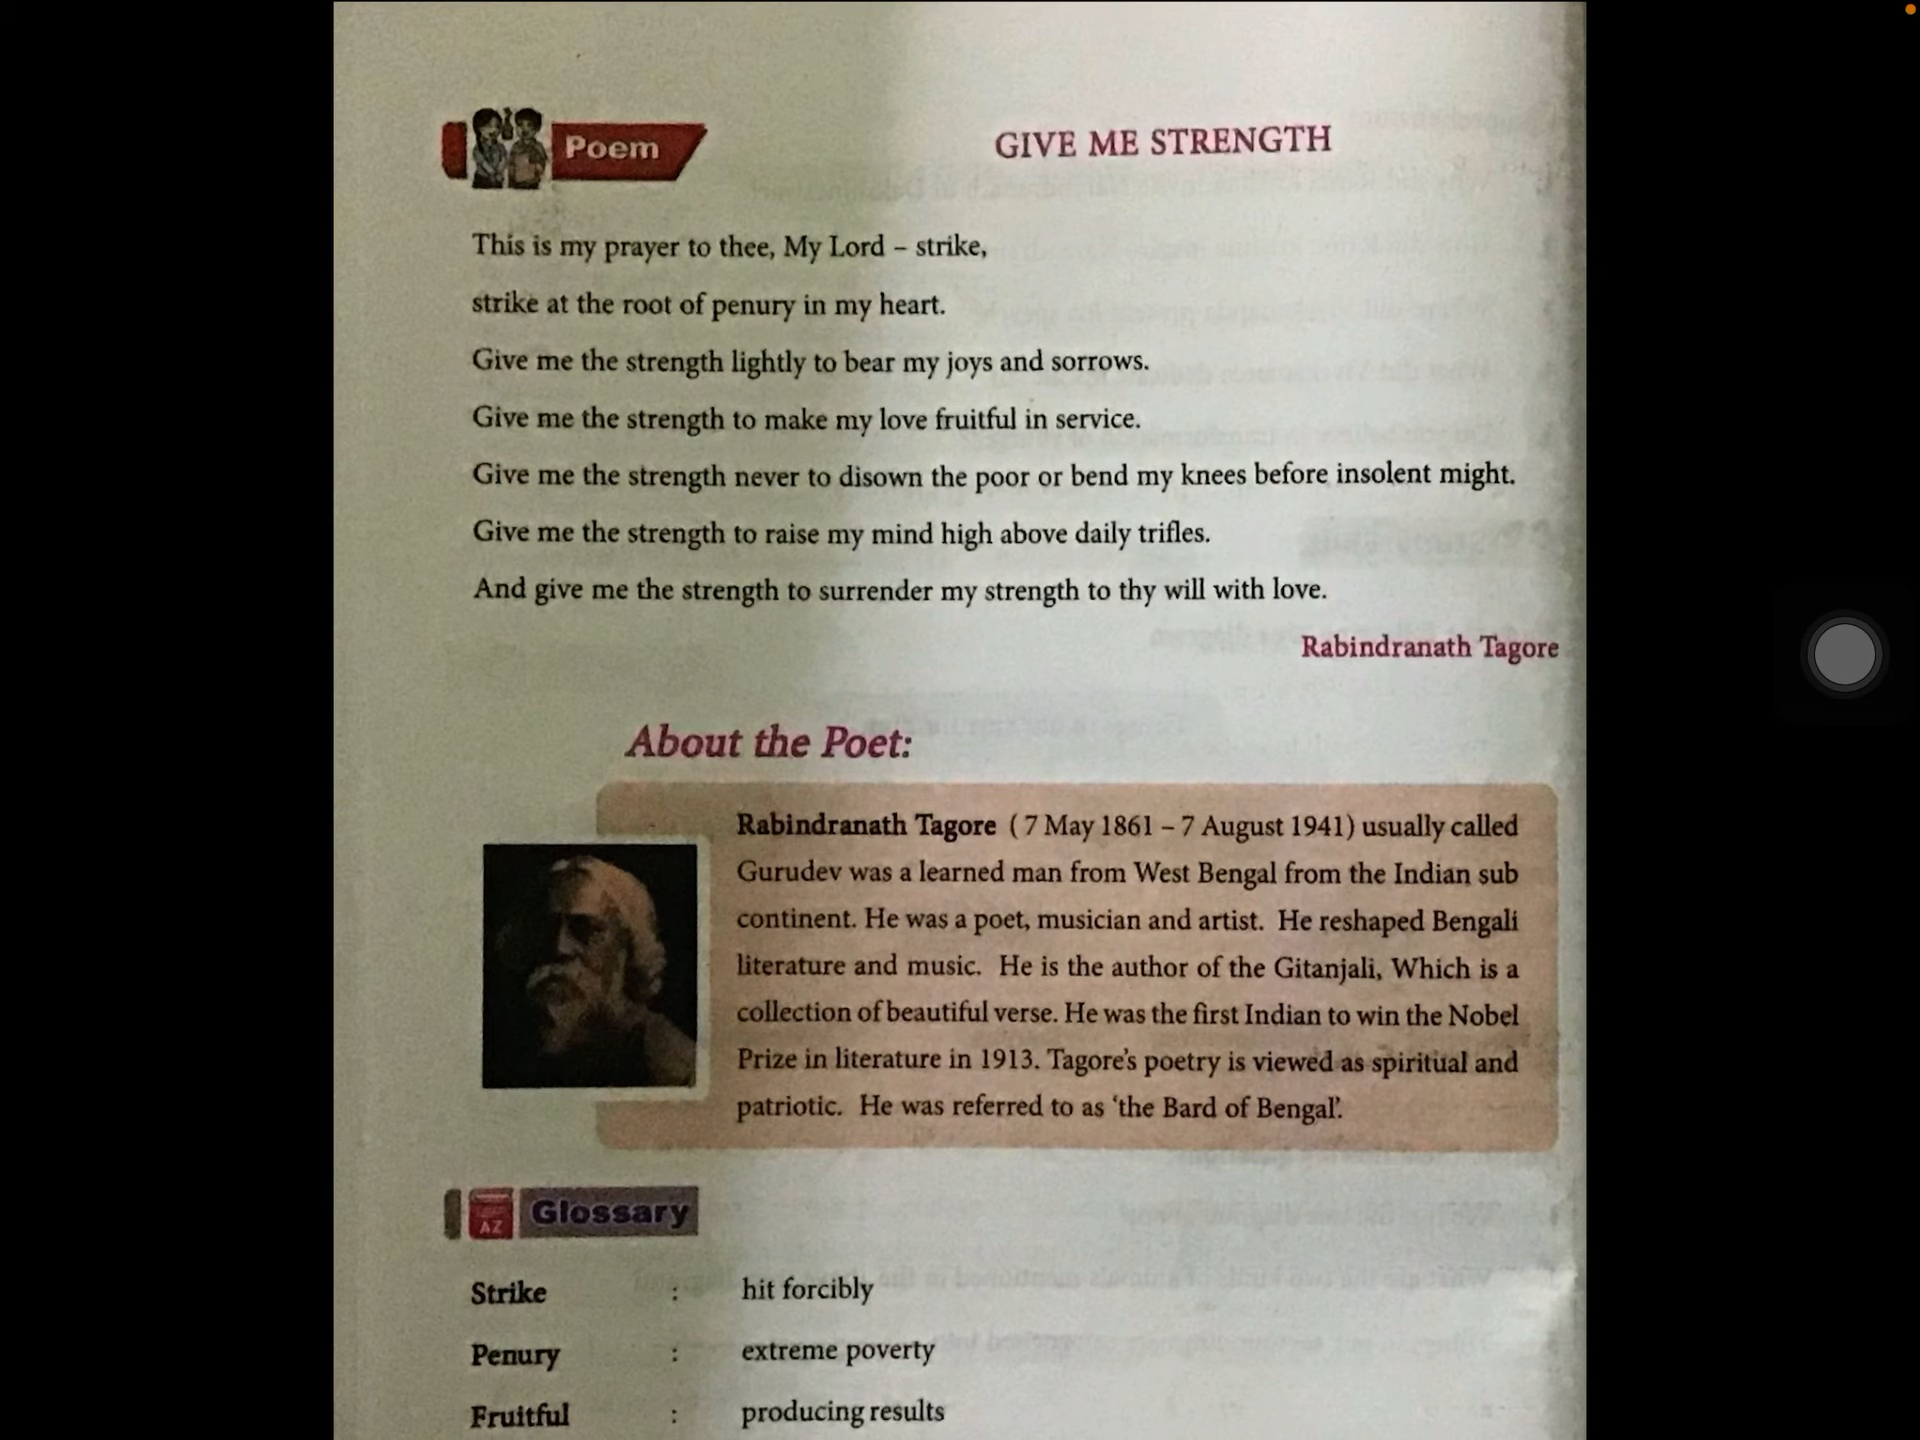 Poem
GIVE ME STRENGTH
This is my prayer to thee, My Lord – strike,
strike at the root of penury in my heart.
Give me the strength lightly to bear my joys and sorrows.
Give me the strength to make my love fruitful in service.
Give me the strength never to disown the poor or bend my knees before insolent might.
Give me the strength to raise my mind high above daily trifles.
And give me the strength to surrender my strength to thy will with love.
Rabindranath Tagore
About the Poet:
Rabindranath Tagore ( 7 May 1861 – 7 August 1941) usually called
Gurudev was a learned man from West Bengal from the Indian sub
continent. He was a poet, musician and artist. He reshaped Bengali
literature and music. He is the author of the Gitanjali, Which is a
collection of beautiful verse. He was the first Indian to win the Nobel
Prize in literature in 1913. Tagore's poetry is viewed as spiritual and
patriotic. He was referred to as 'the Bard of Bengal'.
AZ
Glossary
Strike : hit forcibly
Penury : extreme poverty
Fruitful : producing results